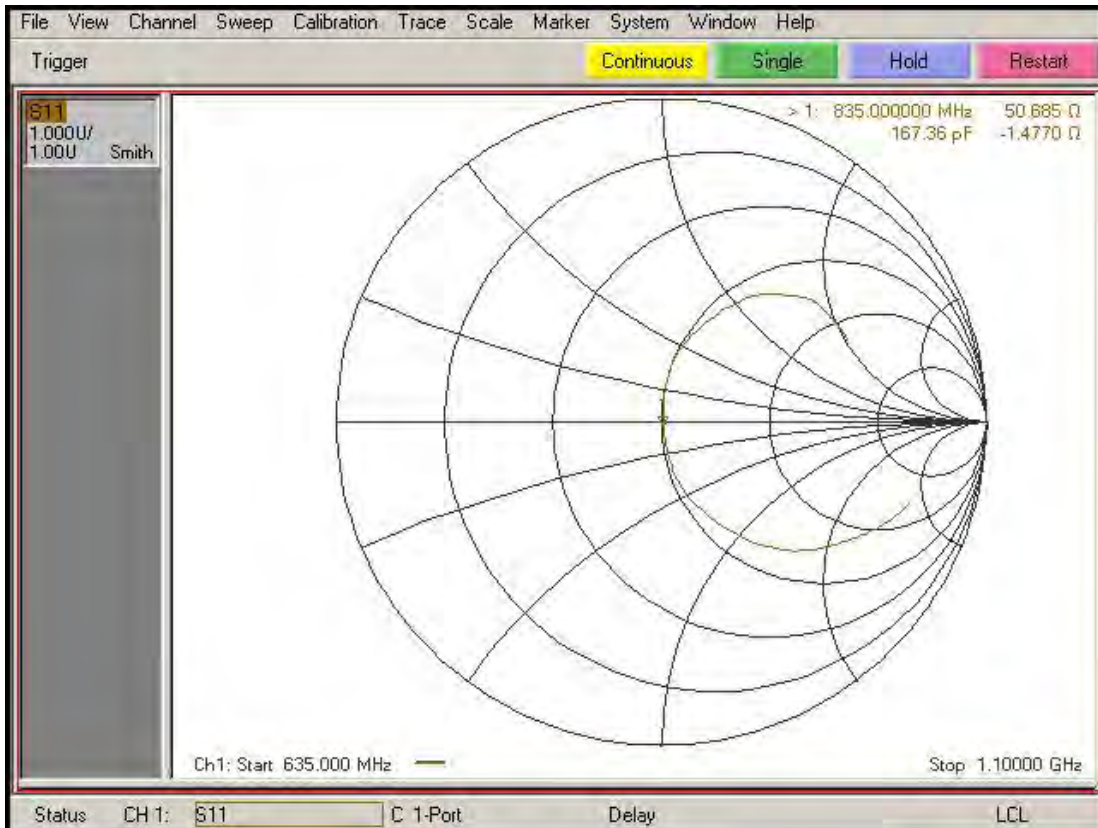 File View Channel Sweep Calibration Trace Scale Marker System Window Help
Trigger Continuous Single Hold Restart
S11
1.000U/
1.00U Smith
> 1: 835.000000 MHz 50.685 Ω
167.36 pF -1.4770 Ω
Ch1: Start 635.000 MHz
Stop 1.10000 GHz
Status CH 1: S11 C 1-Port Delay LCL